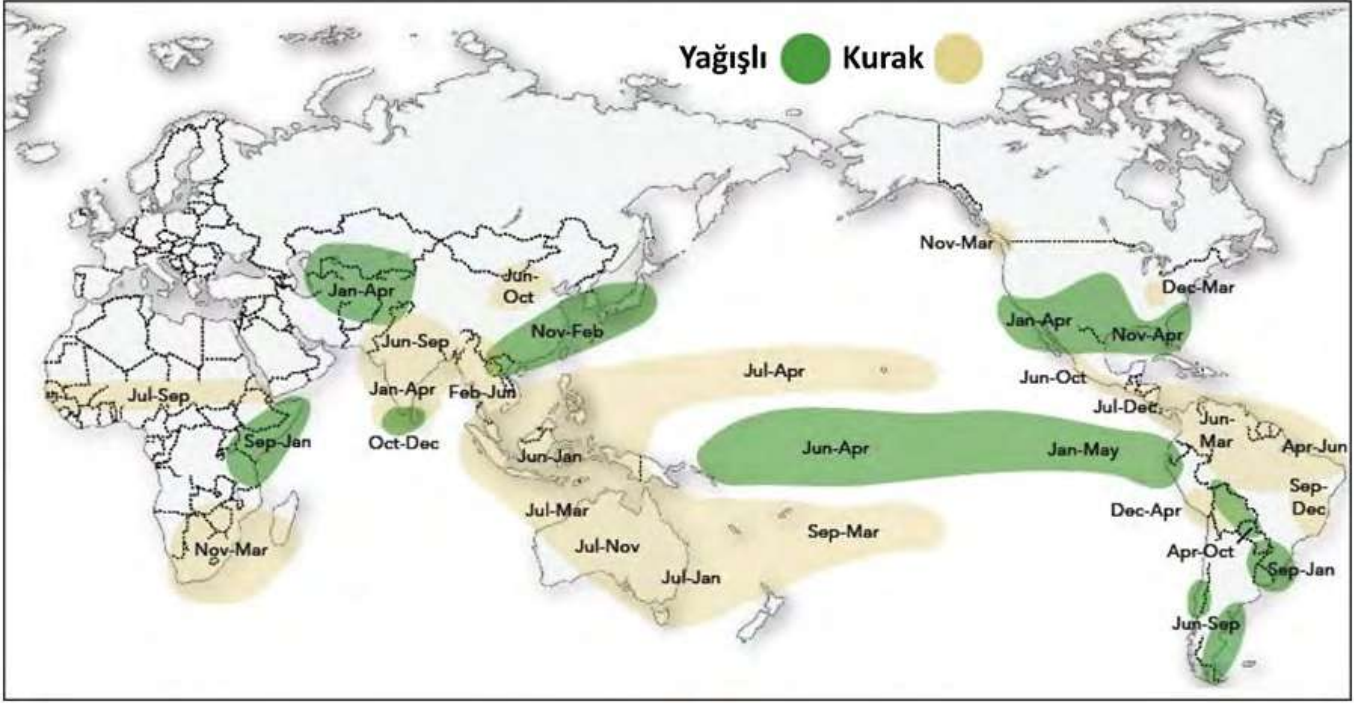 Yağışlı Kurak
Nov-Mar
Jun-
Oct
Jan-Apr
Dec-Mar
Jan-Apr
Nov-Feb
Nov-Apr
Jun-Sep
Jul-Apr
Jun-Oct
Jul-Sep
Jan-Apr
Feb-Jun
Jul-Dec
Jun-
Mar
Sep-Jan
Oct-Dec
Jun-Jan
Jun-Apr
Jan-May
Apr-Jun
Sep-
Dec
Jul-Mar
Sep-Mar
Dec-Apr
Nov-Mar
Jul-Nov
Apr-Oct
Jul-Jan
Sep-Jan
Jun-Sep